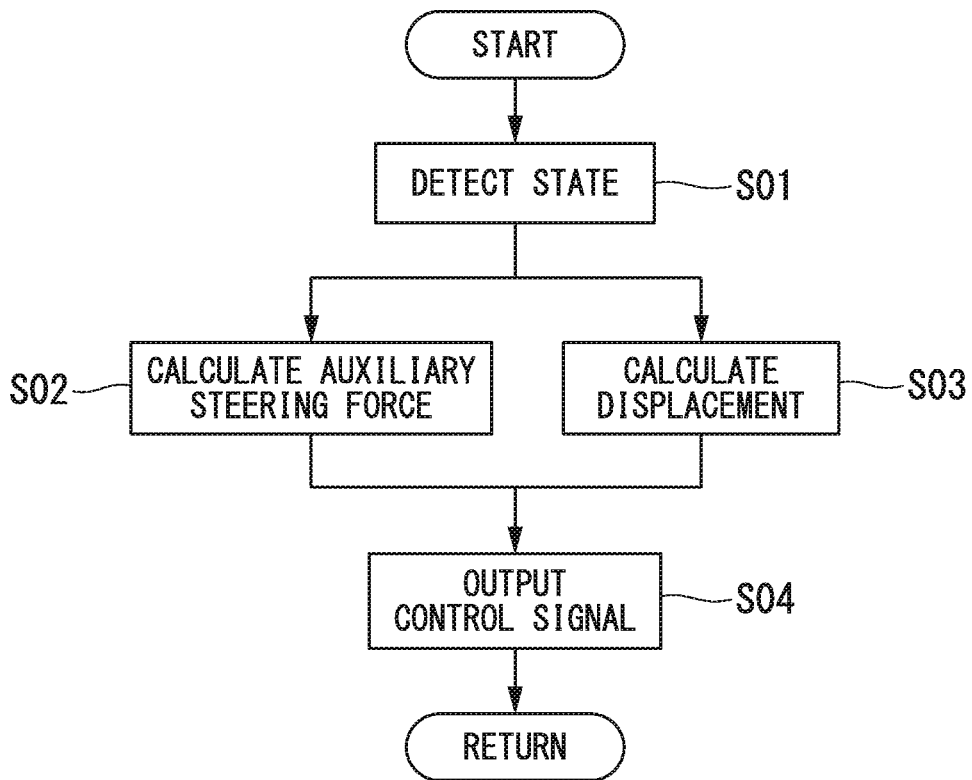 START
DETECT STATE
S01
CALCULATE AUXILIARY
STEERING FORCE
S02
CALCULATE
DISPLACEMENT
S03
OUTPUT
CONTROL SIGNAL
S04
RETURN